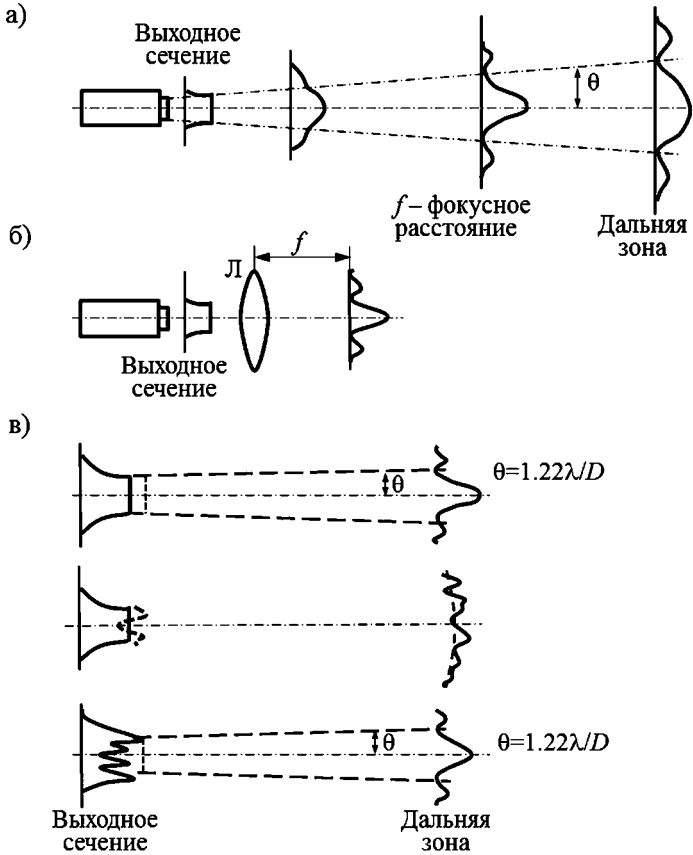 а)
Выходное
сечение
θ
f – фокусное
расстояние
Дальняя
зона
б)
Л
f
Выходное
сечение
в)
θ
θ=1.22λ/D
θ
θ=1.22λ/D
Выходное
сечение
Дальняя
зона